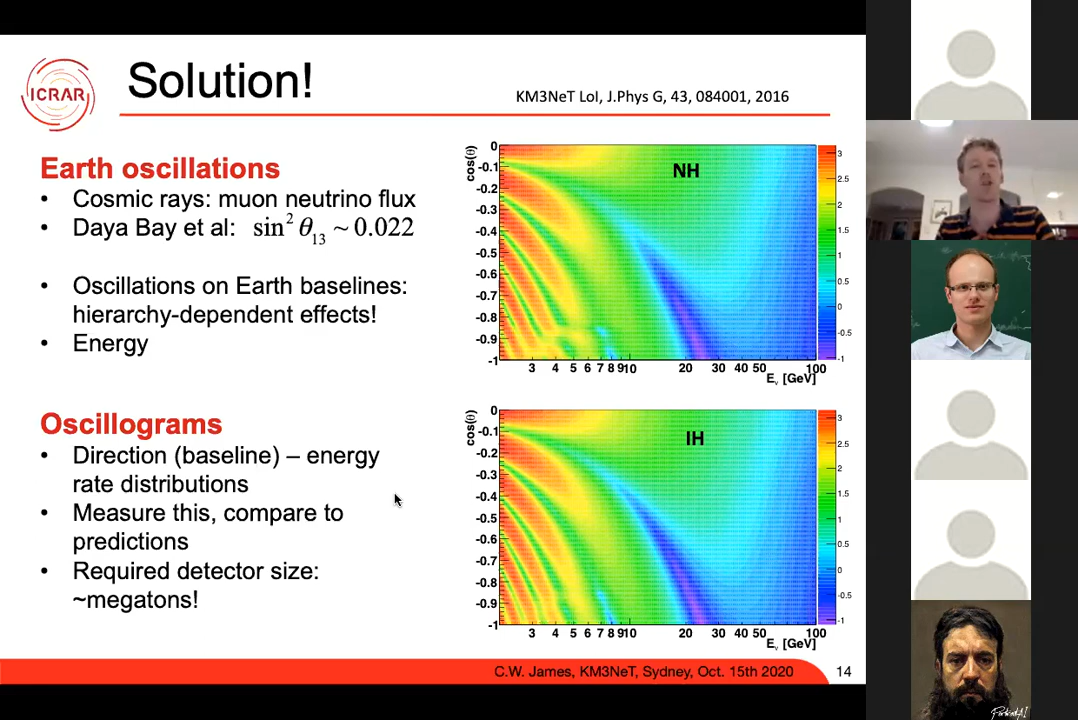 ICRAR
Solution!
KM3NeT LoI, J.Phys G, 43, 084001, 2016
Earth oscillations
• Cosmic rays: muon neutrino flux
• Daya Bay et al: sin² θ₁₃ ~ 0.022
• Oscillations on Earth baselines:
hierarchy-dependent effects!
• Energy
Oscillograms
• Direction (baseline) – energy
rate distributions
• Measure this, compare to
predictions
• Required detector size:
~megatons!
cos(θ)
0
-0.1
-0.2
-0.3
-0.4
-0.5
-0.6
-0.7
-0.8
-0.9
-1
NH
3 4 5 6 7 8 9 10 20 30 40 50 100
E_ν [GeV]
3
2.5
2
1.5
1
0.5
0
-0.5
-1
cos(θ)
0
-0.1
-0.2
-0.3
-0.4
-0.5
-0.6
-0.7
-0.8
-0.9
-1
IH
3 4 5 6 7 8 9 10 20 30 40 50 100
E_ν [GeV]
3
2.5
2
1.5
1
0.5
0
-0.5
-1
C.W. James, KM3NeT, Sydney, Oct. 15th 2020
14